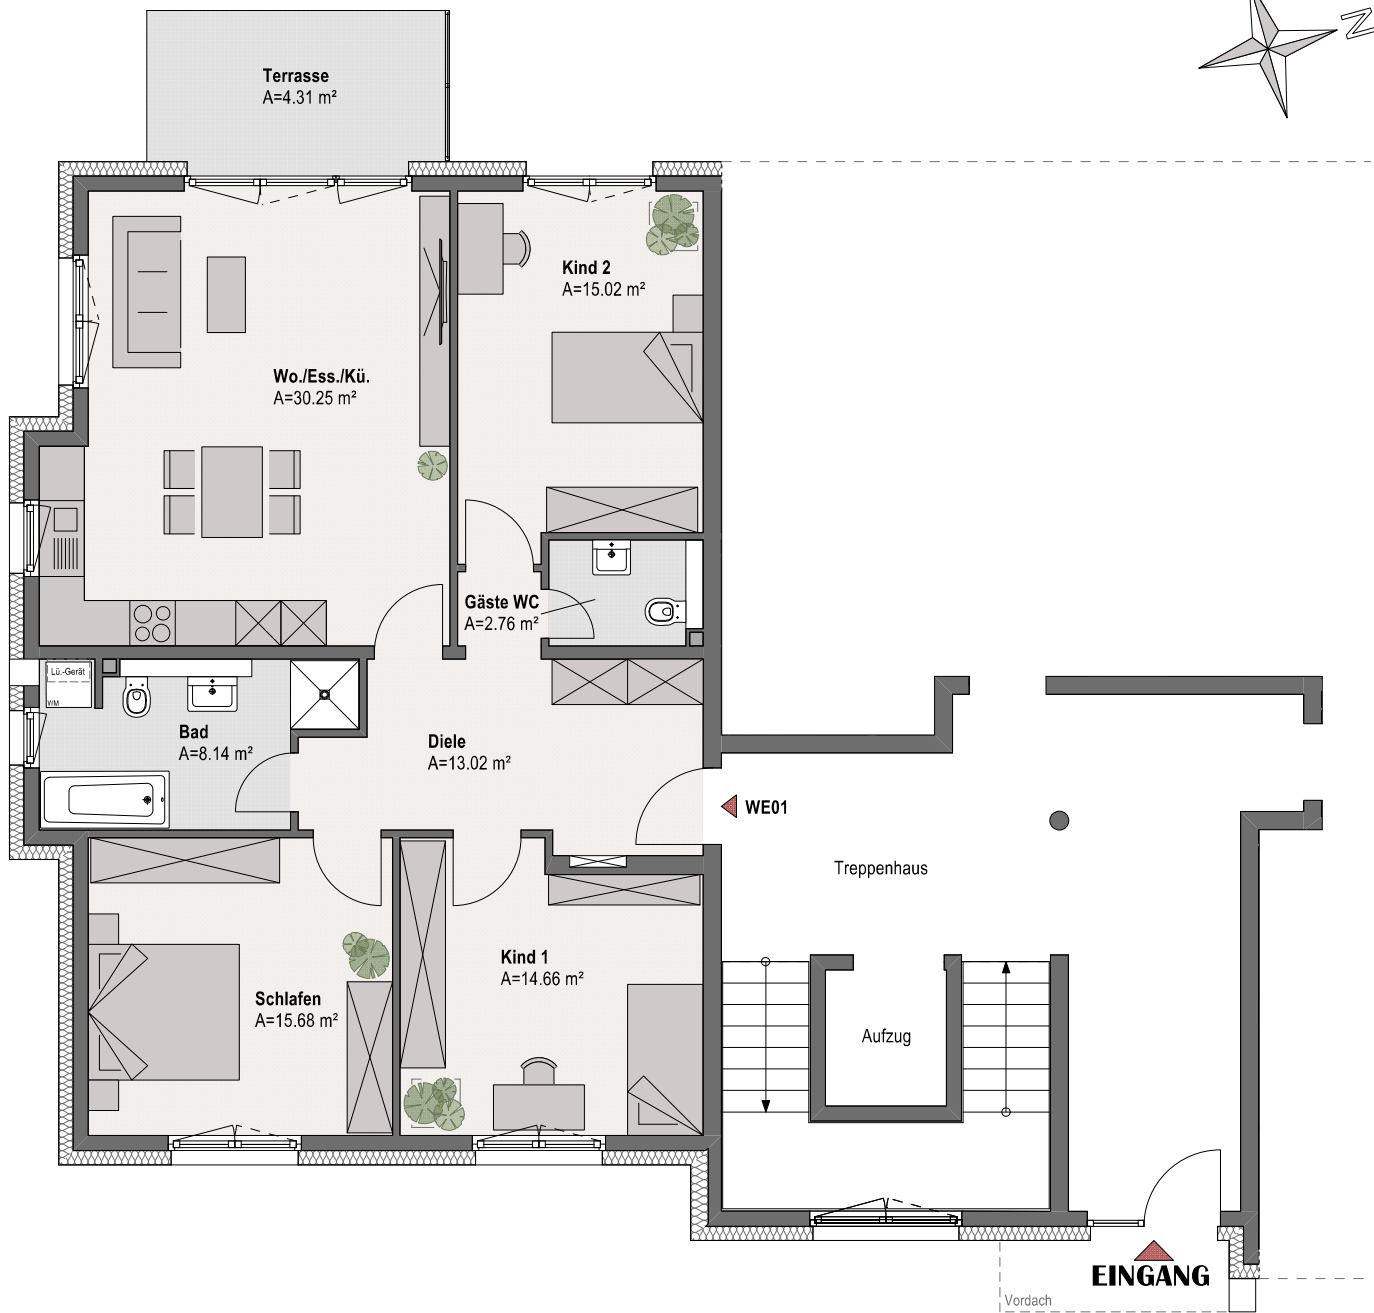 N
Terrasse
A=4.31 m²
Kind 2
A=15.02 m²
Wo./Ess./Kü.
A=30.25 m²
Gäste WC
A=2.76 m²
Lü.-Gerät
WM
Bad
A=8.14 m²
Diele
A=13.02 m²
WE01
Treppenhaus
Kind 1
A=14.66 m²
Schlafen
A=15.68 m²
Aufzug
EINGANG
Vordach